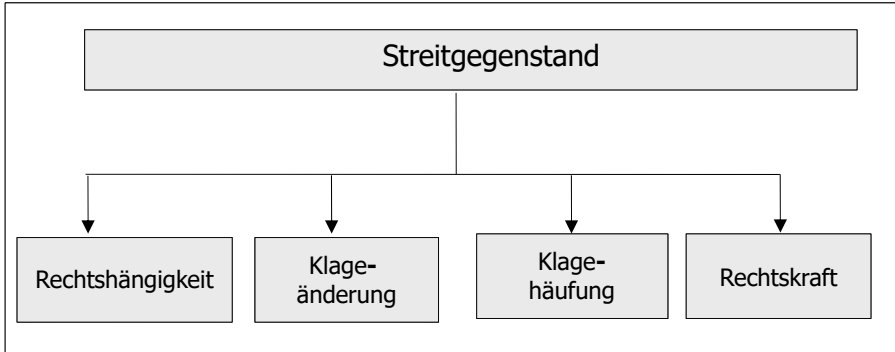 Streitgegenstand
Rechtshängigkeit
Klage-
änderung
Klage-
häufung
Rechtskraft